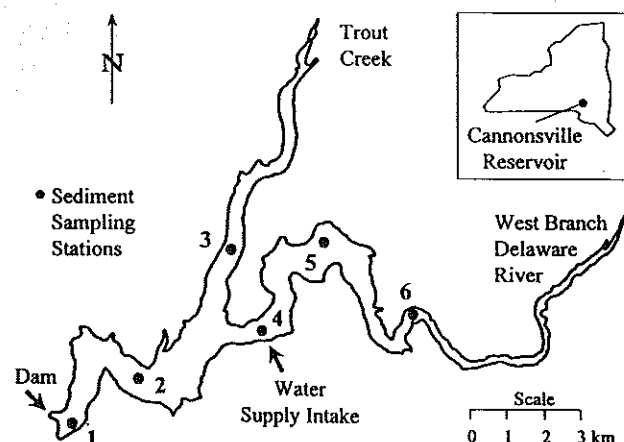 Trout
Creek
N
Cannonsville
Reservoir
• Sediment
Sampling
Stations
West Branch
Delaware
River
3
5
6
4
2
1
Dam
Water
Supply Intake
Scale
0 1 2 3 km